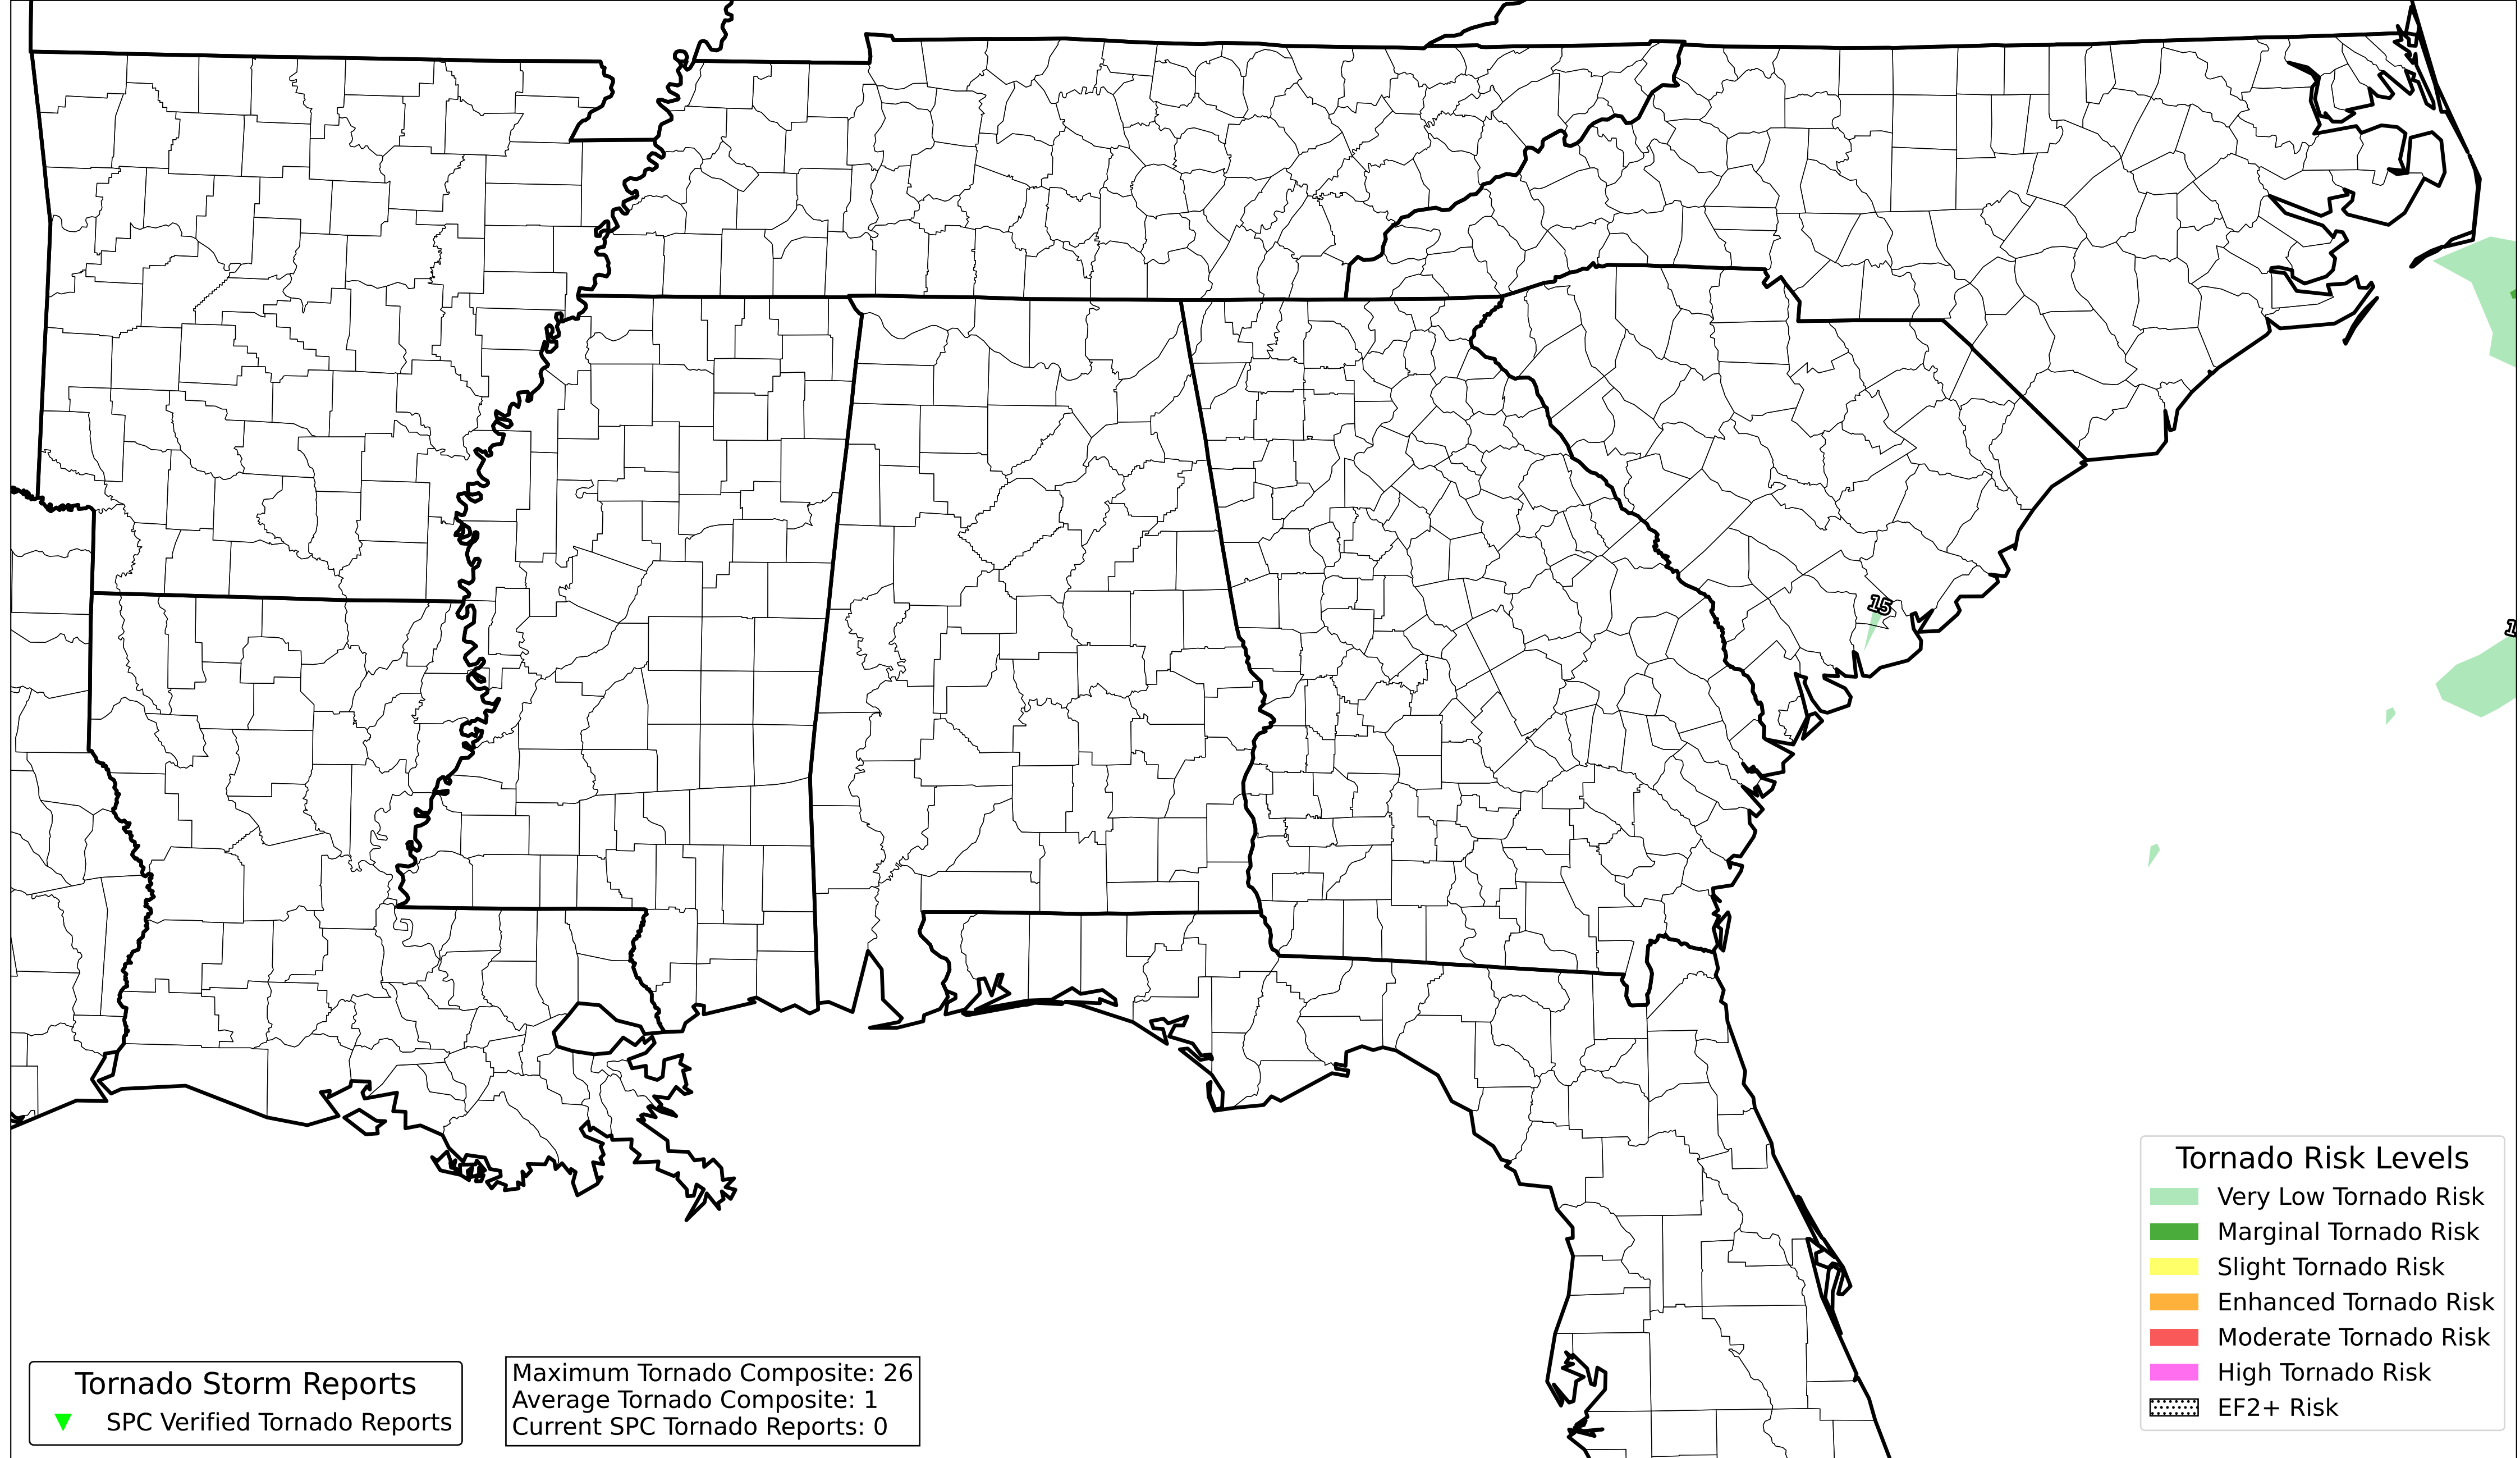 15
Tornado Risk Levels
Very Low Tornado Risk
Marginal Tornado Risk
Slight Tornado Risk
Enhanced Tornado Risk
Moderate Tornado Risk
High Tornado Risk
EF2+ Risk
Tornado Storm Reports
SPC Verified Tornado Reports
Maximum Tornado Composite: 26
Average Tornado Composite: 1
Current SPC Tornado Reports: 0